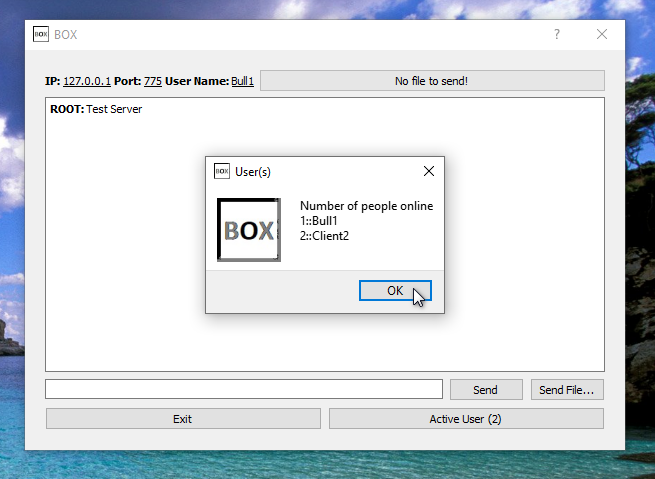 BOX BOX
IP: 127.0.0.1 Port: 775 User Name: Bull1 No file to send!
ROOT: Test Server
BOX User(s)
BOX
Number of people online
1::Bull1
2::Client2
OK
Send Send File...
Exit Active User (2)